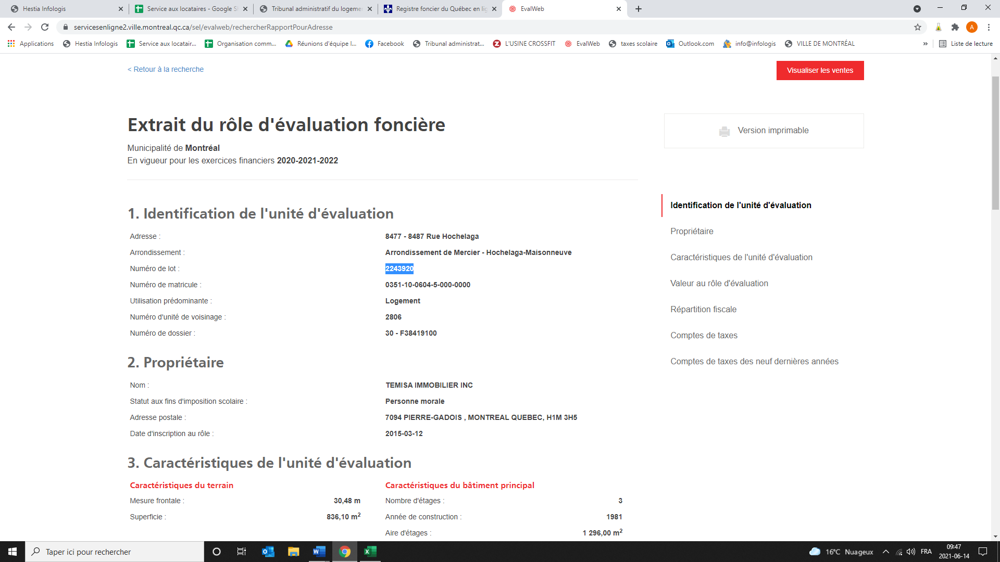 Hestia Infologis
Service aux locataires - Google S
Tribunal administratif du logeme
Registre foncier du Québec en lig
EvalWeb
servicesenligne2.ville.montreal.qc.ca/sel/evalweb/rechercherRapportPourAdresse
A
Applications
Hestia Infologis
Service aux locatair...
Organisation comm...
Réunions d'équipe I...
Facebook
Tribunal administrat...
L'USINE CROSSFIT
EvalWeb
taxes scolaire
Outlook.com
info@infologis
VILLE DE MONTRÉAL
»
Liste de lecture
< Retour à la recherche
Visualiser les ventes
Extrait du rôle d'évaluation foncière
Version imprimable
Municipalité de Montréal
En vigueur pour les exercices financiers 2020-2021-2022
1. Identification de l'unité d'évaluation
Adresse : 8477 - 8487 Rue Hochelaga
Arrondissement : Arrondissement de Mercier - Hochelaga-Maisonneuve
Numéro de lot : 2243920
Numéro de matricule : 0351-10-0604-5-000-0000
Utilisation prédominante : Logement
Numéro d'unité de voisinage : 2806
Numéro de dossier : 30 - F38419100
2. Propriétaire
Nom : TEMISA IMMOBILIER INC
Statut aux fins d'imposition scolaire : Personne morale
Adresse postale : 7094 PIERRE-GADOIS , MONTREAL QUEBEC, H1M 3H5
Date d'inscription au rôle : 2015-03-12
3. Caractéristiques de l'unité d'évaluation
Caractéristiques du terrain
Mesure frontale : 30,48 m
Superficie : 836,10 m²
Caractéristiques du bâtiment principal
Nombre d'étages : 3
Année de construction : 1981
Aire d'étages : 1 296,00 m²
Identification de l'unité d'évaluation
Propriétaire
Caractéristiques de l'unité d'évaluation
Valeur au rôle d'évaluation
Répartition fiscale
Comptes de taxes
Comptes de taxes des neuf dernières années
Taper ici pour rechercher
16°C Nuageux
FRA
09:47
2021-06-14